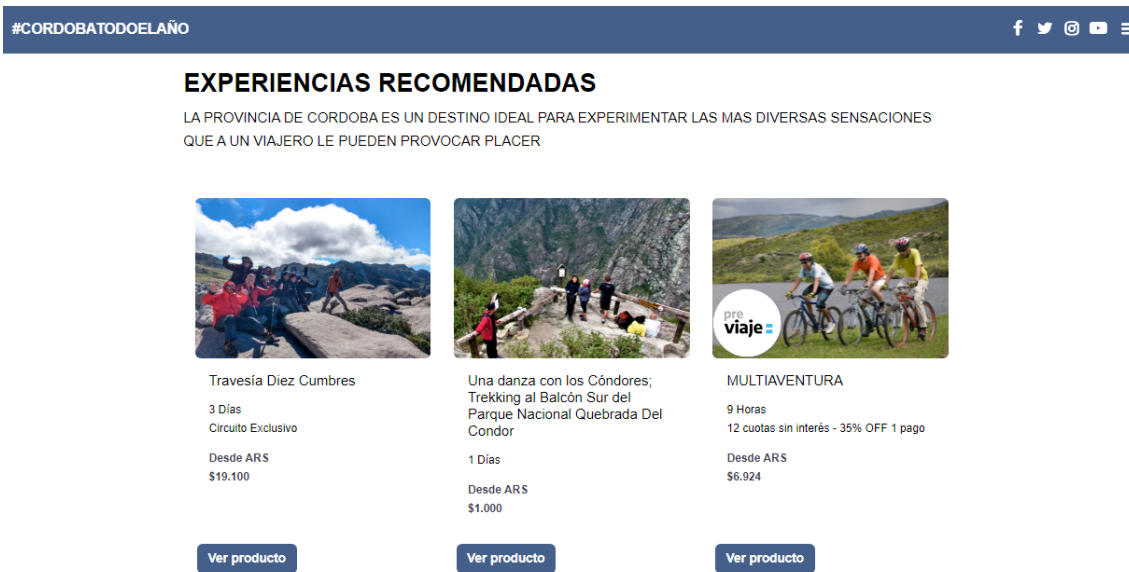 #CORDOBATODOELAÑO
EXPERIENCIAS RECOMENDADAS
LA PROVINCIA DE CORDOBA ES UN DESTINO IDEAL PARA EXPERIMENTAR LAS MAS DIVERSAS SENSACIONES
QUE A UN VIAJERO LE PUEDEN PROVOCAR PLACER
pre
viaje
Travesía Diez Cumbres
3 Días
Circuito Exclusivo
Desde ARS
$19.100
Ver producto
Una danza con los Cóndores;
Trekking al Balcón Sur del
Parque Nacional Quebrada Del
Condor
1 Días
Desde ARS
$1.000
Ver producto
MULTIAVENTURA
9 Horas
12 cuotas sin interés - 35% OFF 1 pago
Desde ARS
$6.924
Ver producto